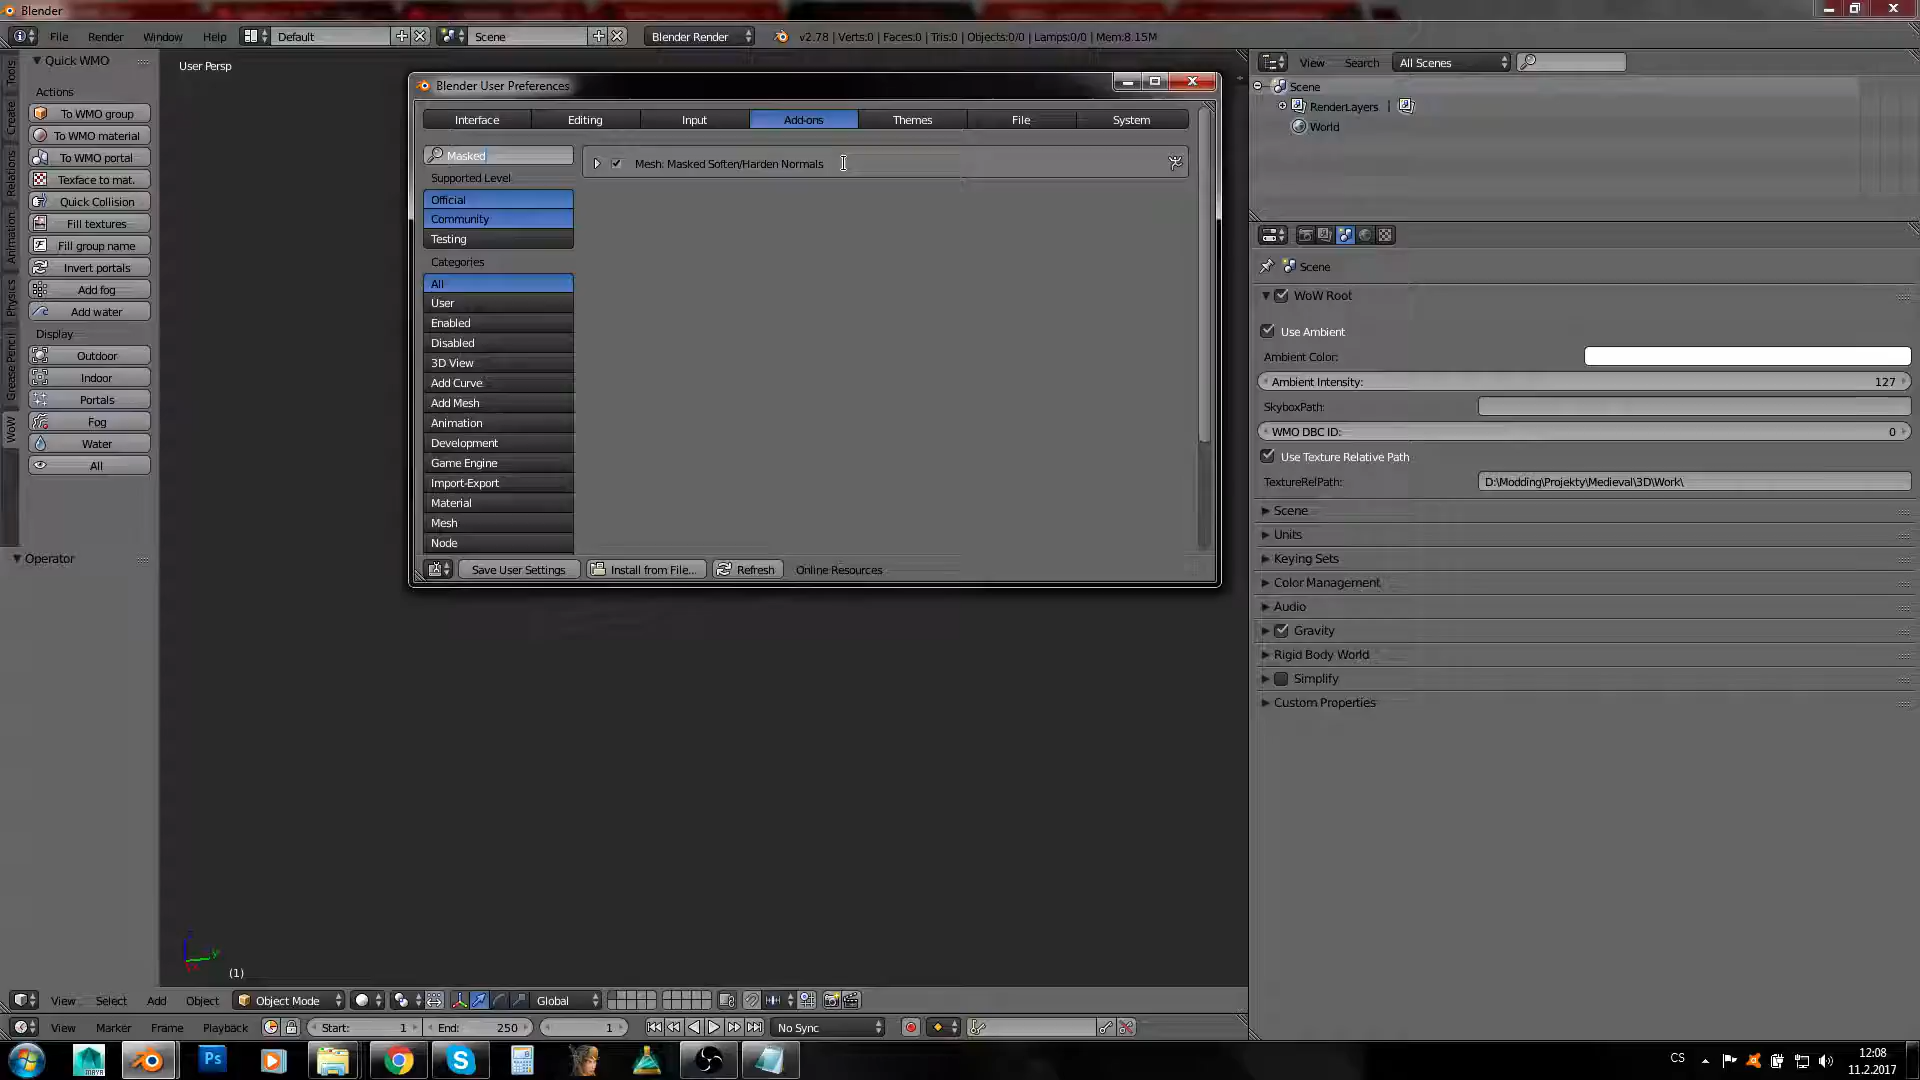 Blender
File Render Window Help Default Scene Blender Render v2.78 | Verts:0 | Faces:0 | Tris:0 | Objects:0/0 | Lamps:0/0 | Mem:8.15M
Quick WMO
Actions
To WMO group
To WMO material
To WMO portal
Texface to mat.
Quick Collision
Fill textures
Fill group name
Invert portals
Add fog
Add water
Display
Outdoor
Indoor
Portals
Fog
Water
All
Operator
Tools
Create
Relations
Animation
Physics
Grease Pencil
WoW
User Persp
Blender User Preferences
Interface Editing Input Add-ons Themes File System
Masked
Mesh: Masked Soften/Harden Normals
Supported Level
Official
Community
Testing
Categories
All
User
Enabled
Disabled
3D View
Add Curve
Add Mesh
Animation
Development
Game Engine
Import-Export
Material
Mesh
Node
Save User Settings Install from File... Refresh Online Resources
View Search All Scenes
Scene
RenderLayers |
World
Scene
WoW Root
Use Ambient
Ambient Color:
Ambient Intensity: 127
SkyboxPath:
WMO DBC ID: 0
Use Texture Relative Path
TextureRelPath: D:\Modding\Projekty\Medieval\3D\Work\
Scene
Units
Keying Sets
Color Management
Audio
Gravity
Rigid Body World
Simplify
Custom Properties
(1)
View Select Add Object Object Mode Global
View Marker Frame Playback Start: 1 End: 250 1 No Sync
Ps
CS
12:08
11.2.2017